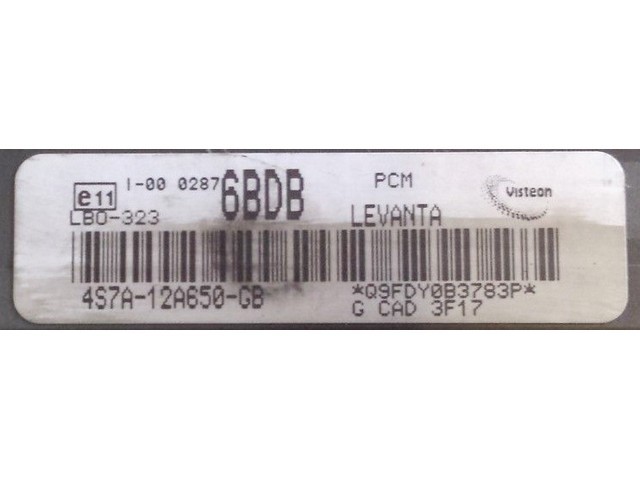 e11 I-00 0287 6BDB PCM Visteon
LBO-323 LEVANTA
4S7A-12A650-GB *Q9FDY0B3783P*
G CAD 3F17